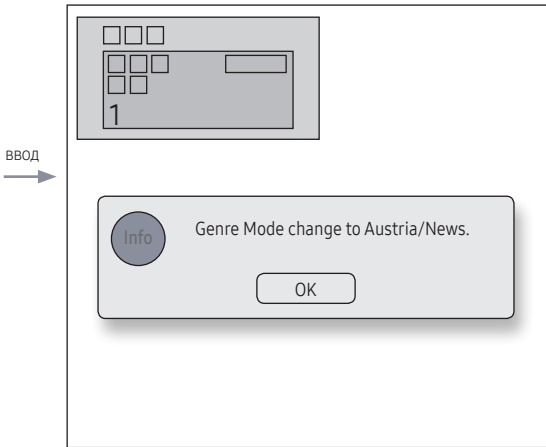 1
ВВОД
Info
Genre Mode change to Austria/News.
OK